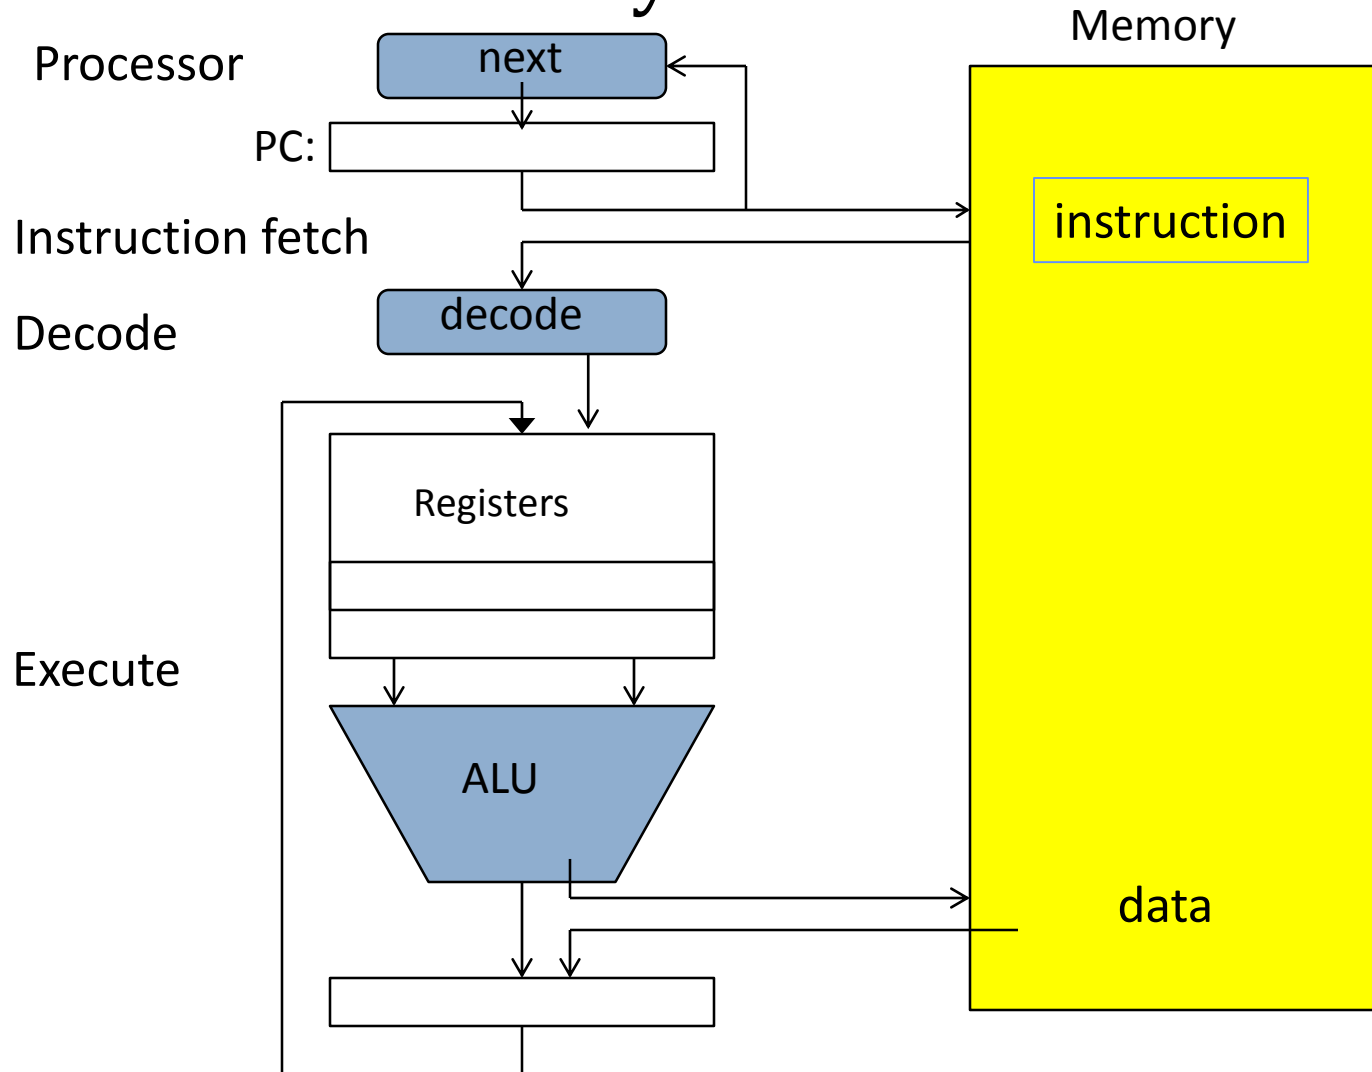 Memory
Processor
next
PC:
instruction
Instruction fetch
decode
Decode
Registers
Execute
ALU
data